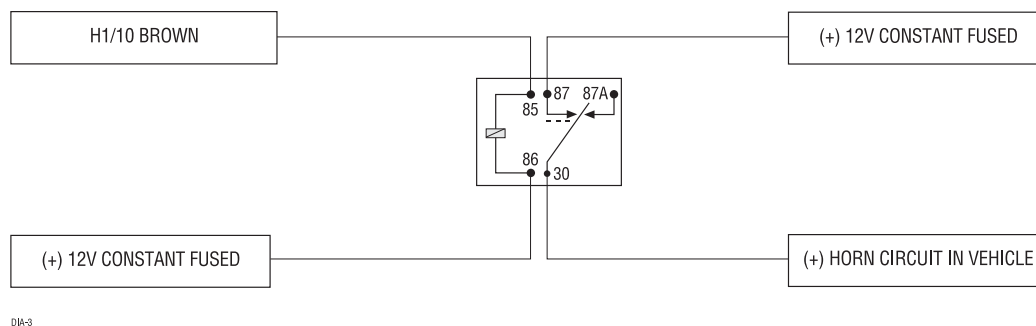 H1/10 BROWN
(+) 12V CONSTANT FUSED
87 87A
85
86
30
(+) 12V CONSTANT FUSED
(+) HORN CIRCUIT IN VEHICLE
DIA-3